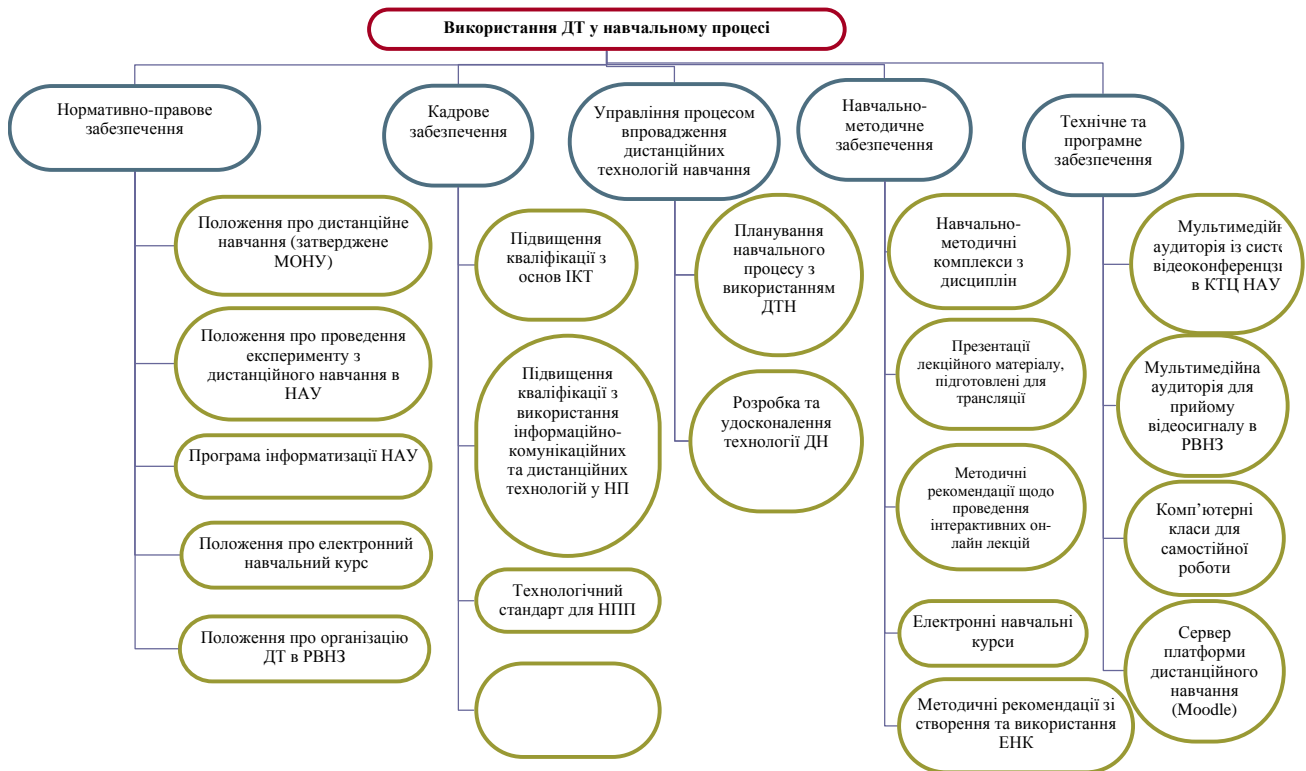 Використання ДТ у навчальному процесі
Нормативно-правове
забезпечення
Кадрове
забезпечення
Управління процесом
впровадження
дистанційних
технологій навчання
Навчально-
методичне
забезпечення
Технічне та
програмне
забезпечення
Положення про дистанційне
навчання (затверджене
МОНУ)
Положення про проведення
експерименту з
дистанційного навчання в
НАУ
Програма інформатизації НАУ
Положення про електронний
навчальний курс
Положення про організацію
ДТ в РВНЗ
Підвищення
кваліфікації з
основ ІКТ
Підвищення
кваліфікації з
використання
інформаційно-
комунікаційних
та дистанційних
технологій у НП
Технологічний
стандарт для НПП
Планування
навчального
процесу з
використанням
ДТН
Розробка та
удосконалення
технології ДН
Навчально-
методичні
комплекси з
дисциплін
Презентації
лекційного матеріалу,
підготовлені для
трансляції
Методичні
рекомендації щодо
проведення
інтерактивних он-
лайн лекцій
Електронні навчальні
курси
Методичні рекомендації зі
створення та використання
ЕНК
аудиторія із
в КТЦ НАУ
Мультимедійна
аудиторія для
прийому
відеосигналу в
РВНЗ
Комп’ютерні
класи для
самостійної
роботи
Сервер
платформи
дистанційного
навчання
(Moodle)